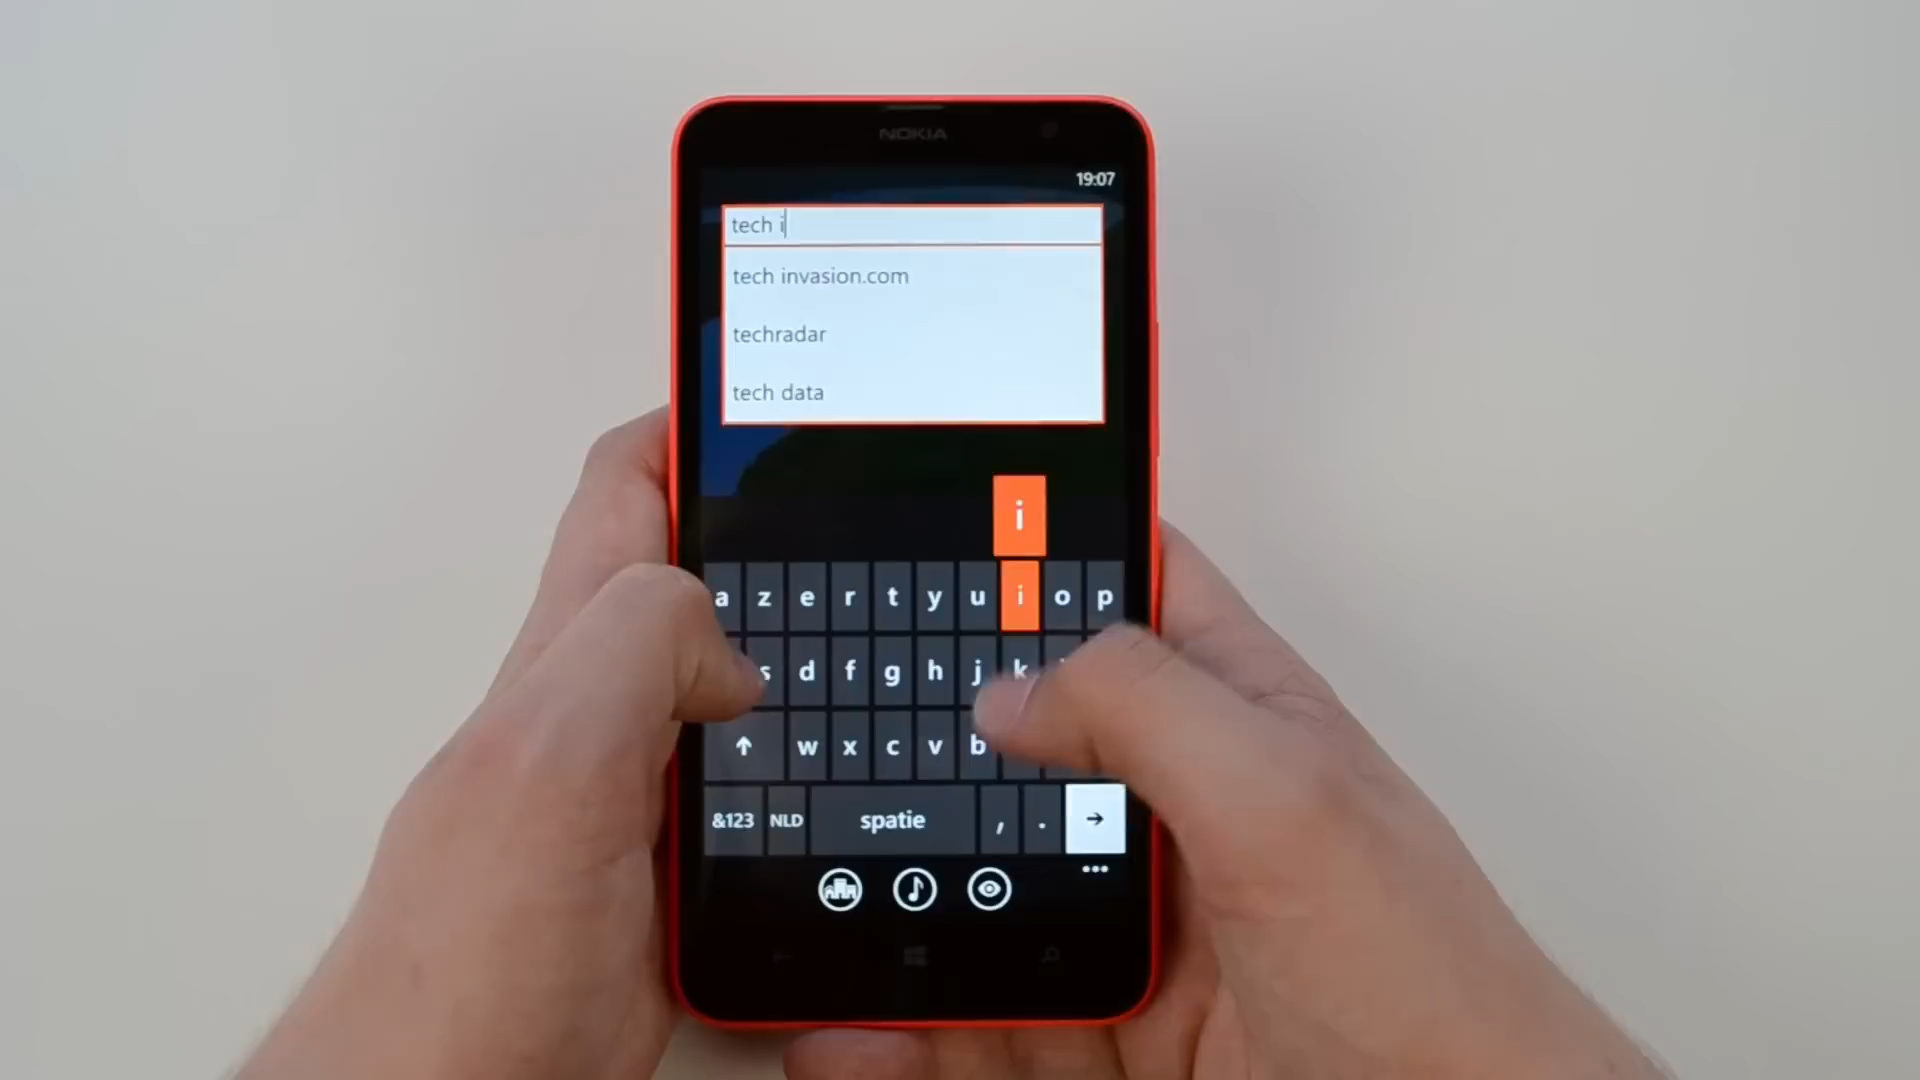 NOKIA
19:07
tech i
tech invasion.com
techradar
tech data
i
a z e r t y u i o p
s d f g h j k
w x c v b
&123 NLD spatie , .